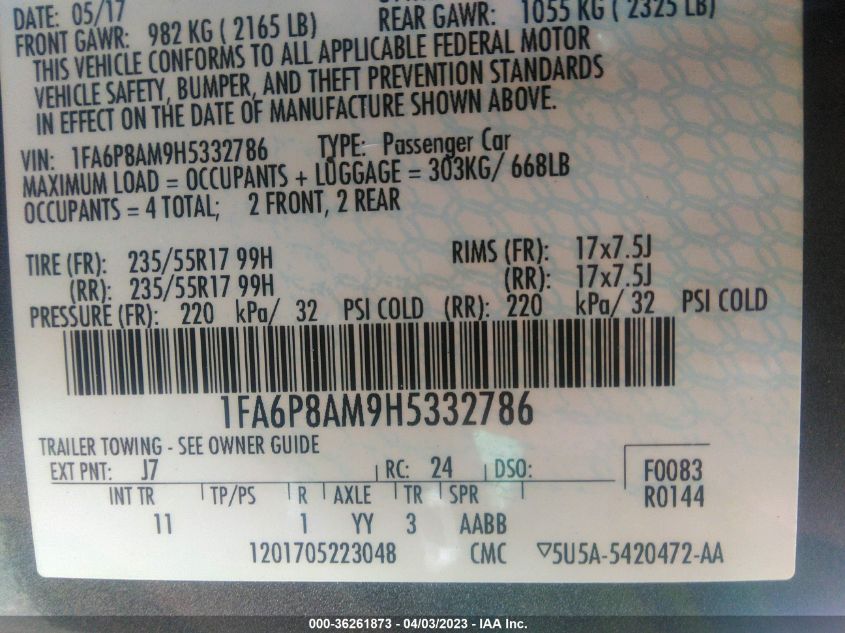 DATE: 05/17
REAR GAWR: 1055 KG ( 2325 LB)
FRONT GAWR: 982 KG ( 2165 LB)
THIS VEHICLE CONFORMS TO ALL APPLICABLE FEDERAL MOTOR
VEHICLE SAFETY, BUMPER, AND THEFT PREVENTION STANDARDS
IN EFFECT ON THE DATE OF MANUFACTURE SHOWN ABOVE.
VIN: 1FA6P8AM9H5332786 TYPE: Passenger Car
MAXIMUM LOAD = OCCUPANTS + LUGGAGE = 303KG/ 668LB
OCCUPANTS = 4 TOTAL; 2 FRONT, 2 REAR
TIRE (FR): 235/55R17 99H RIMS (FR): 17x7.5J
(RR): 235/55R17 99H (RR): 17x7.5J
PRESSURE (FR): 220 kPa/ 32 PSI COLD (RR): 220 kPa/ 32 PSI COLD
1FA6P8AM9H5332786
TRAILER TOWING - SEE OWNER GUIDE
EXT PNT: J7 RC: 24 DSO: F0083
INT TR TP/PS R AXLE TR SPR R0144
11 1 YY 3 AABB
1201705223048 CMC ▽5U5A-5420472-AA
000-36261873 - 04/03/2023 - IAA Inc.